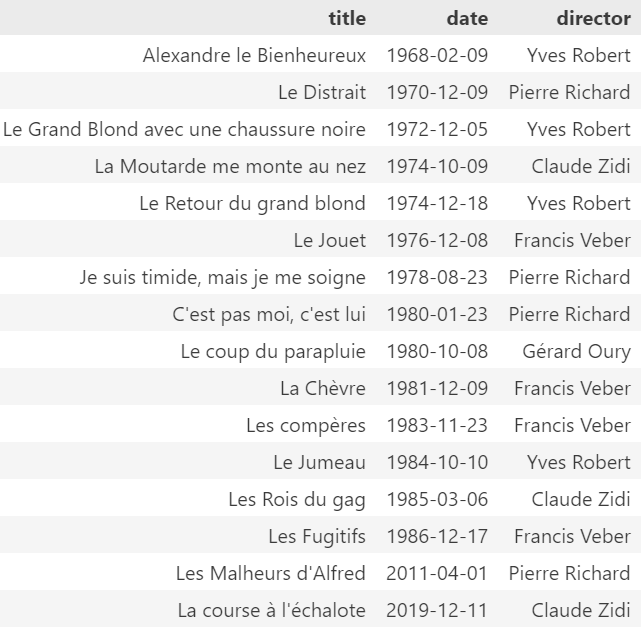 title date director
Alexandre le Bienheureux 1968-02-09 Yves Robert
Le Distrait 1970-12-09 Pierre Richard
Le Grand Blond avec une chaussure noire 1972-12-05 Yves Robert
La Moutarde me monte au nez 1974-10-09 Claude Zidi
Le Retour du grand blond 1974-12-18 Yves Robert
Le Jouet 1976-12-08 Francis Veber
Je suis timide, mais je me soigne 1978-08-23 Pierre Richard
C'est pas moi, c'est lui 1980-01-23 Pierre Richard
Le coup du parapluie 1980-10-08 Gérard Oury
La Chèvre 1981-12-09 Francis Veber
Les compères 1983-11-23 Francis Veber
Le Jumeau 1984-10-10 Yves Robert
Les Rois du gag 1985-03-06 Claude Zidi
Les Fugitifs 1986-12-17 Francis Veber
Les Malheurs d'Alfred 2011-04-01 Pierre Richard
La course à l'échalote 2019-12-11 Claude Zidi